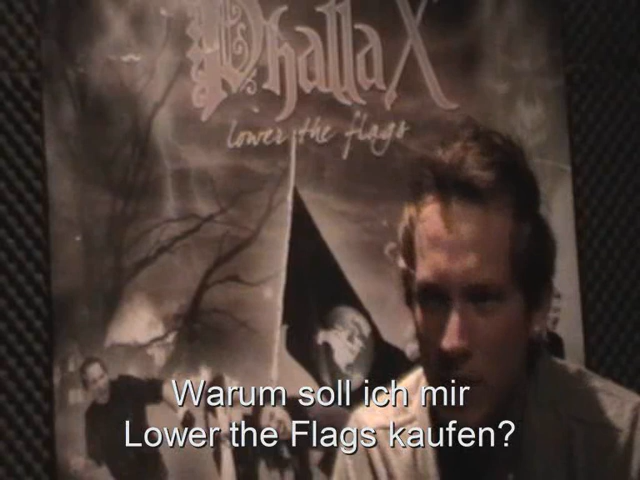 PhallaX
lower the flags
Warum soll ich mir
Lower the Flags kaufen?